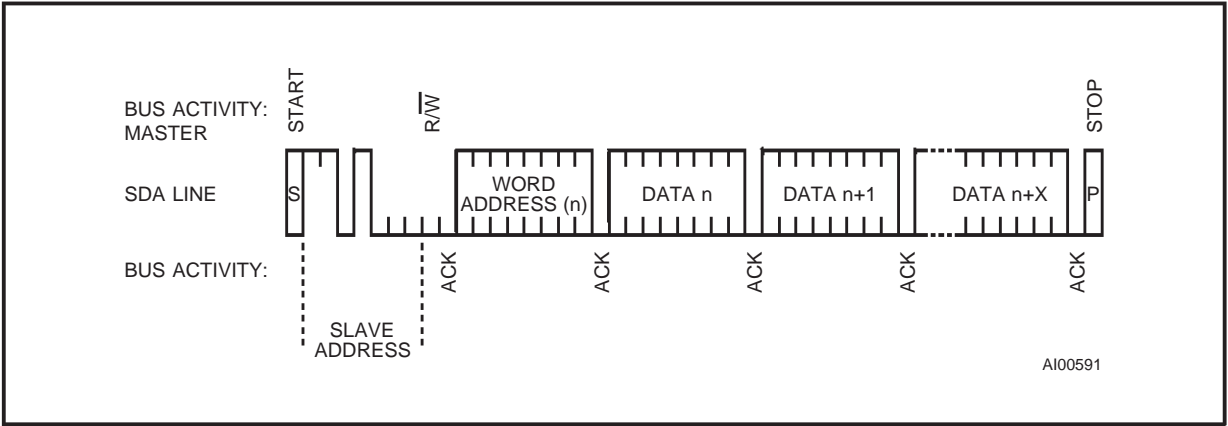 BUS ACTIVITY:
MASTER
START
R/W
STOP
SDA LINE
S
WORD
ADDRESS (n)
DATA n
DATA n+1
DATA n+X
P
BUS ACTIVITY:
ACK
ACK
ACK
ACK
ACK
SLAVE
ADDRESS
AI00591